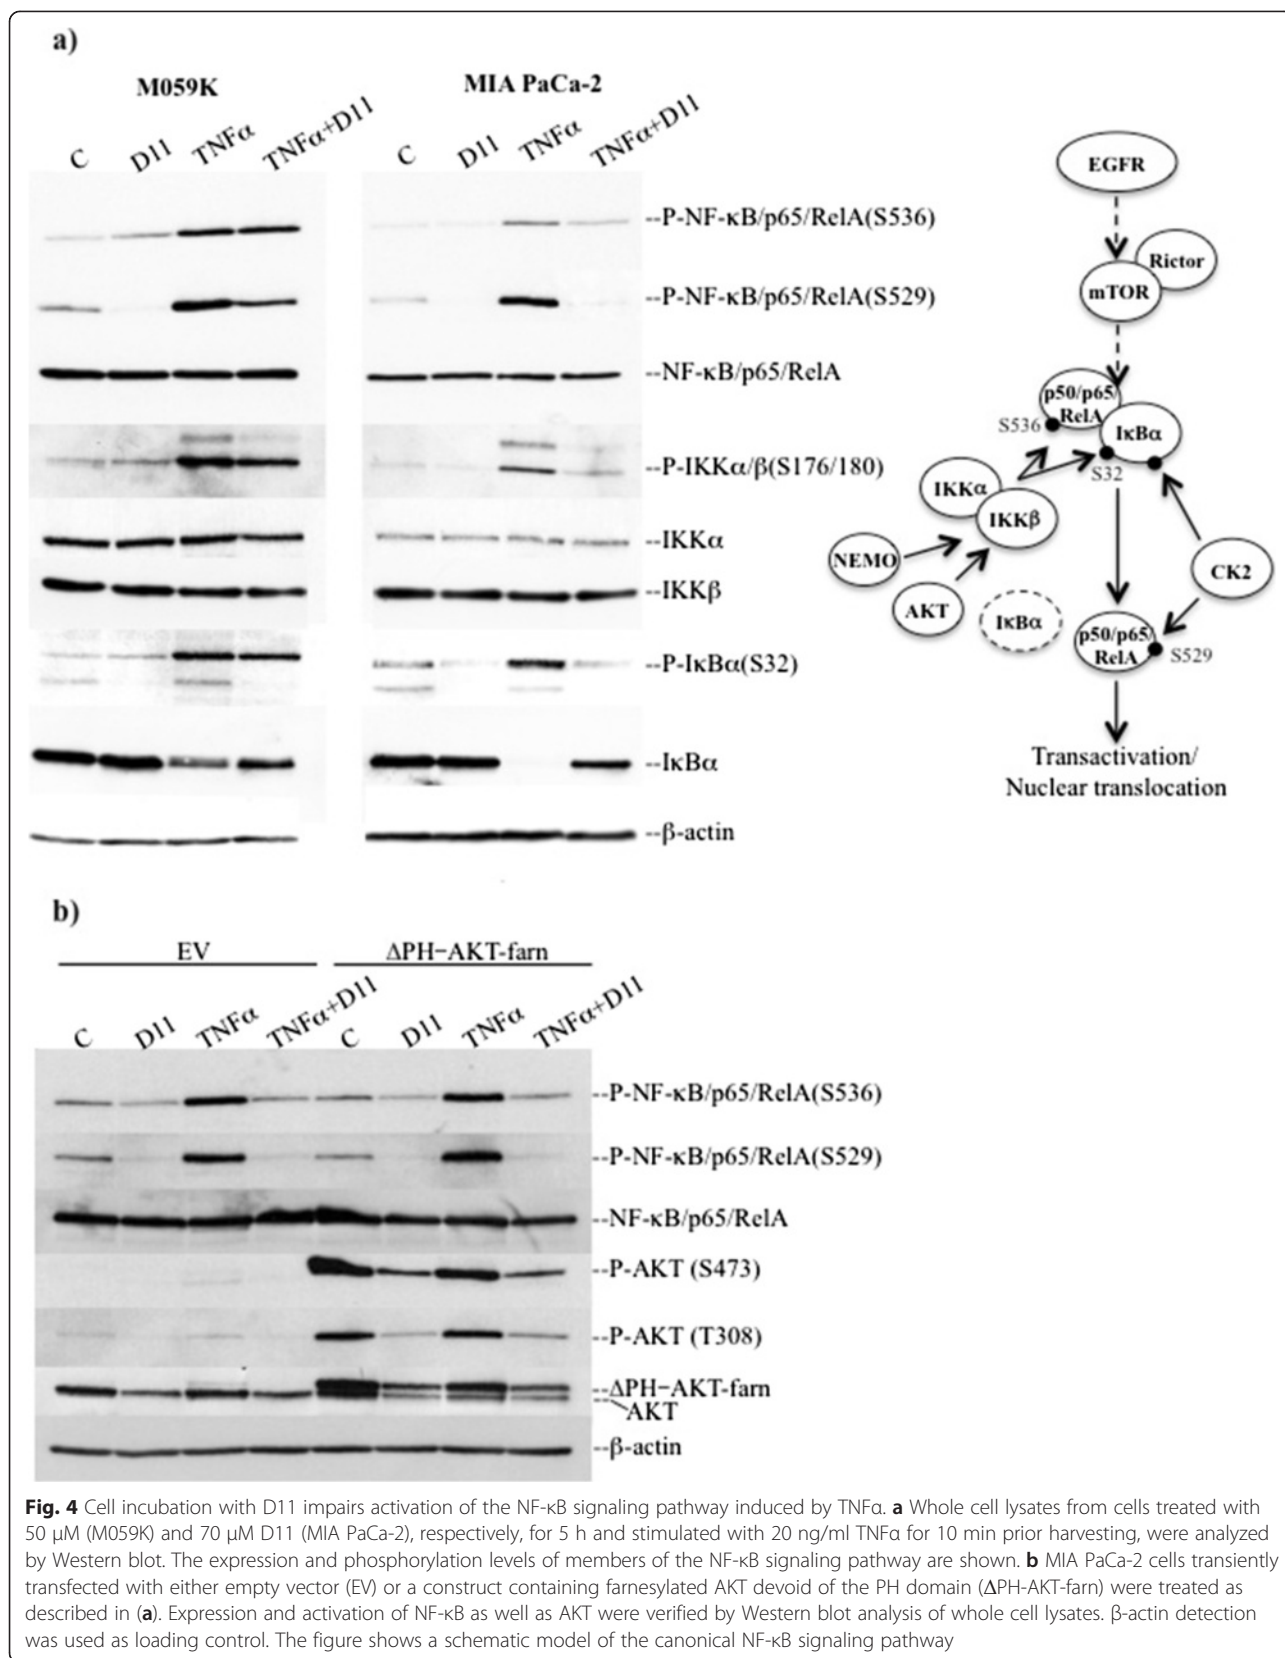 a)
M059K
MIA PaCa-2
C D11 TNFα TNFα+D11
C D11 TNFα TNFα+D11
--P-NF-κB/p65/RelA(S536)
--P-NF-κB/p65/RelA(S529)
--NF-κB/p65/RelA
--P-IKKα/β(S176/180)
--IKKα
--IKKβ
--P-IκBα(S32)
--IκBα
--β-actin
EGFR
Rictor
mTOR
p50/p65/
RelA
S536
IκBα
S32
IKKα
IKKβ
NEMO
AKT
IκBα
CK2
p50/p65/
RelA
S529
Transactivation/
Nuclear translocation
b)
EV
ΔPH–AKT-farn
C D11 TNFα TNFα+D11 C D11 TNFα TNFα+D11
--P-NF-κB/p65/RelA(S536)
--P-NF-κB/p65/RelA(S529)
--NF-κB/p65/RelA
--P-AKT (S473)
--P-AKT (T308)
--ΔPH–AKT-farn
AKT
--β-actin
Fig. 4 Cell incubation with D11 impairs activation of the NF-κB signaling pathway induced by TNFα. a Whole cell lysates from cells treated with
50 μM (M059K) and 70 μM D11 (MIA PaCa-2), respectively, for 5 h and stimulated with 20 ng/ml TNFα for 10 min prior harvesting, were analyzed
by Western blot. The expression and phosphorylation levels of members of the NF-κB signaling pathway are shown. b MIA PaCa-2 cells transiently
transfected with either empty vector (EV) or a construct containing farnesylated AKT devoid of the PH domain (ΔPH-AKT-farn) were treated as
described in (a). Expression and activation of NF-κB as well as AKT were verified by Western blot analysis of whole cell lysates. β-actin detection
was used as loading control. The figure shows a schematic model of the canonical NF-κB signaling pathway